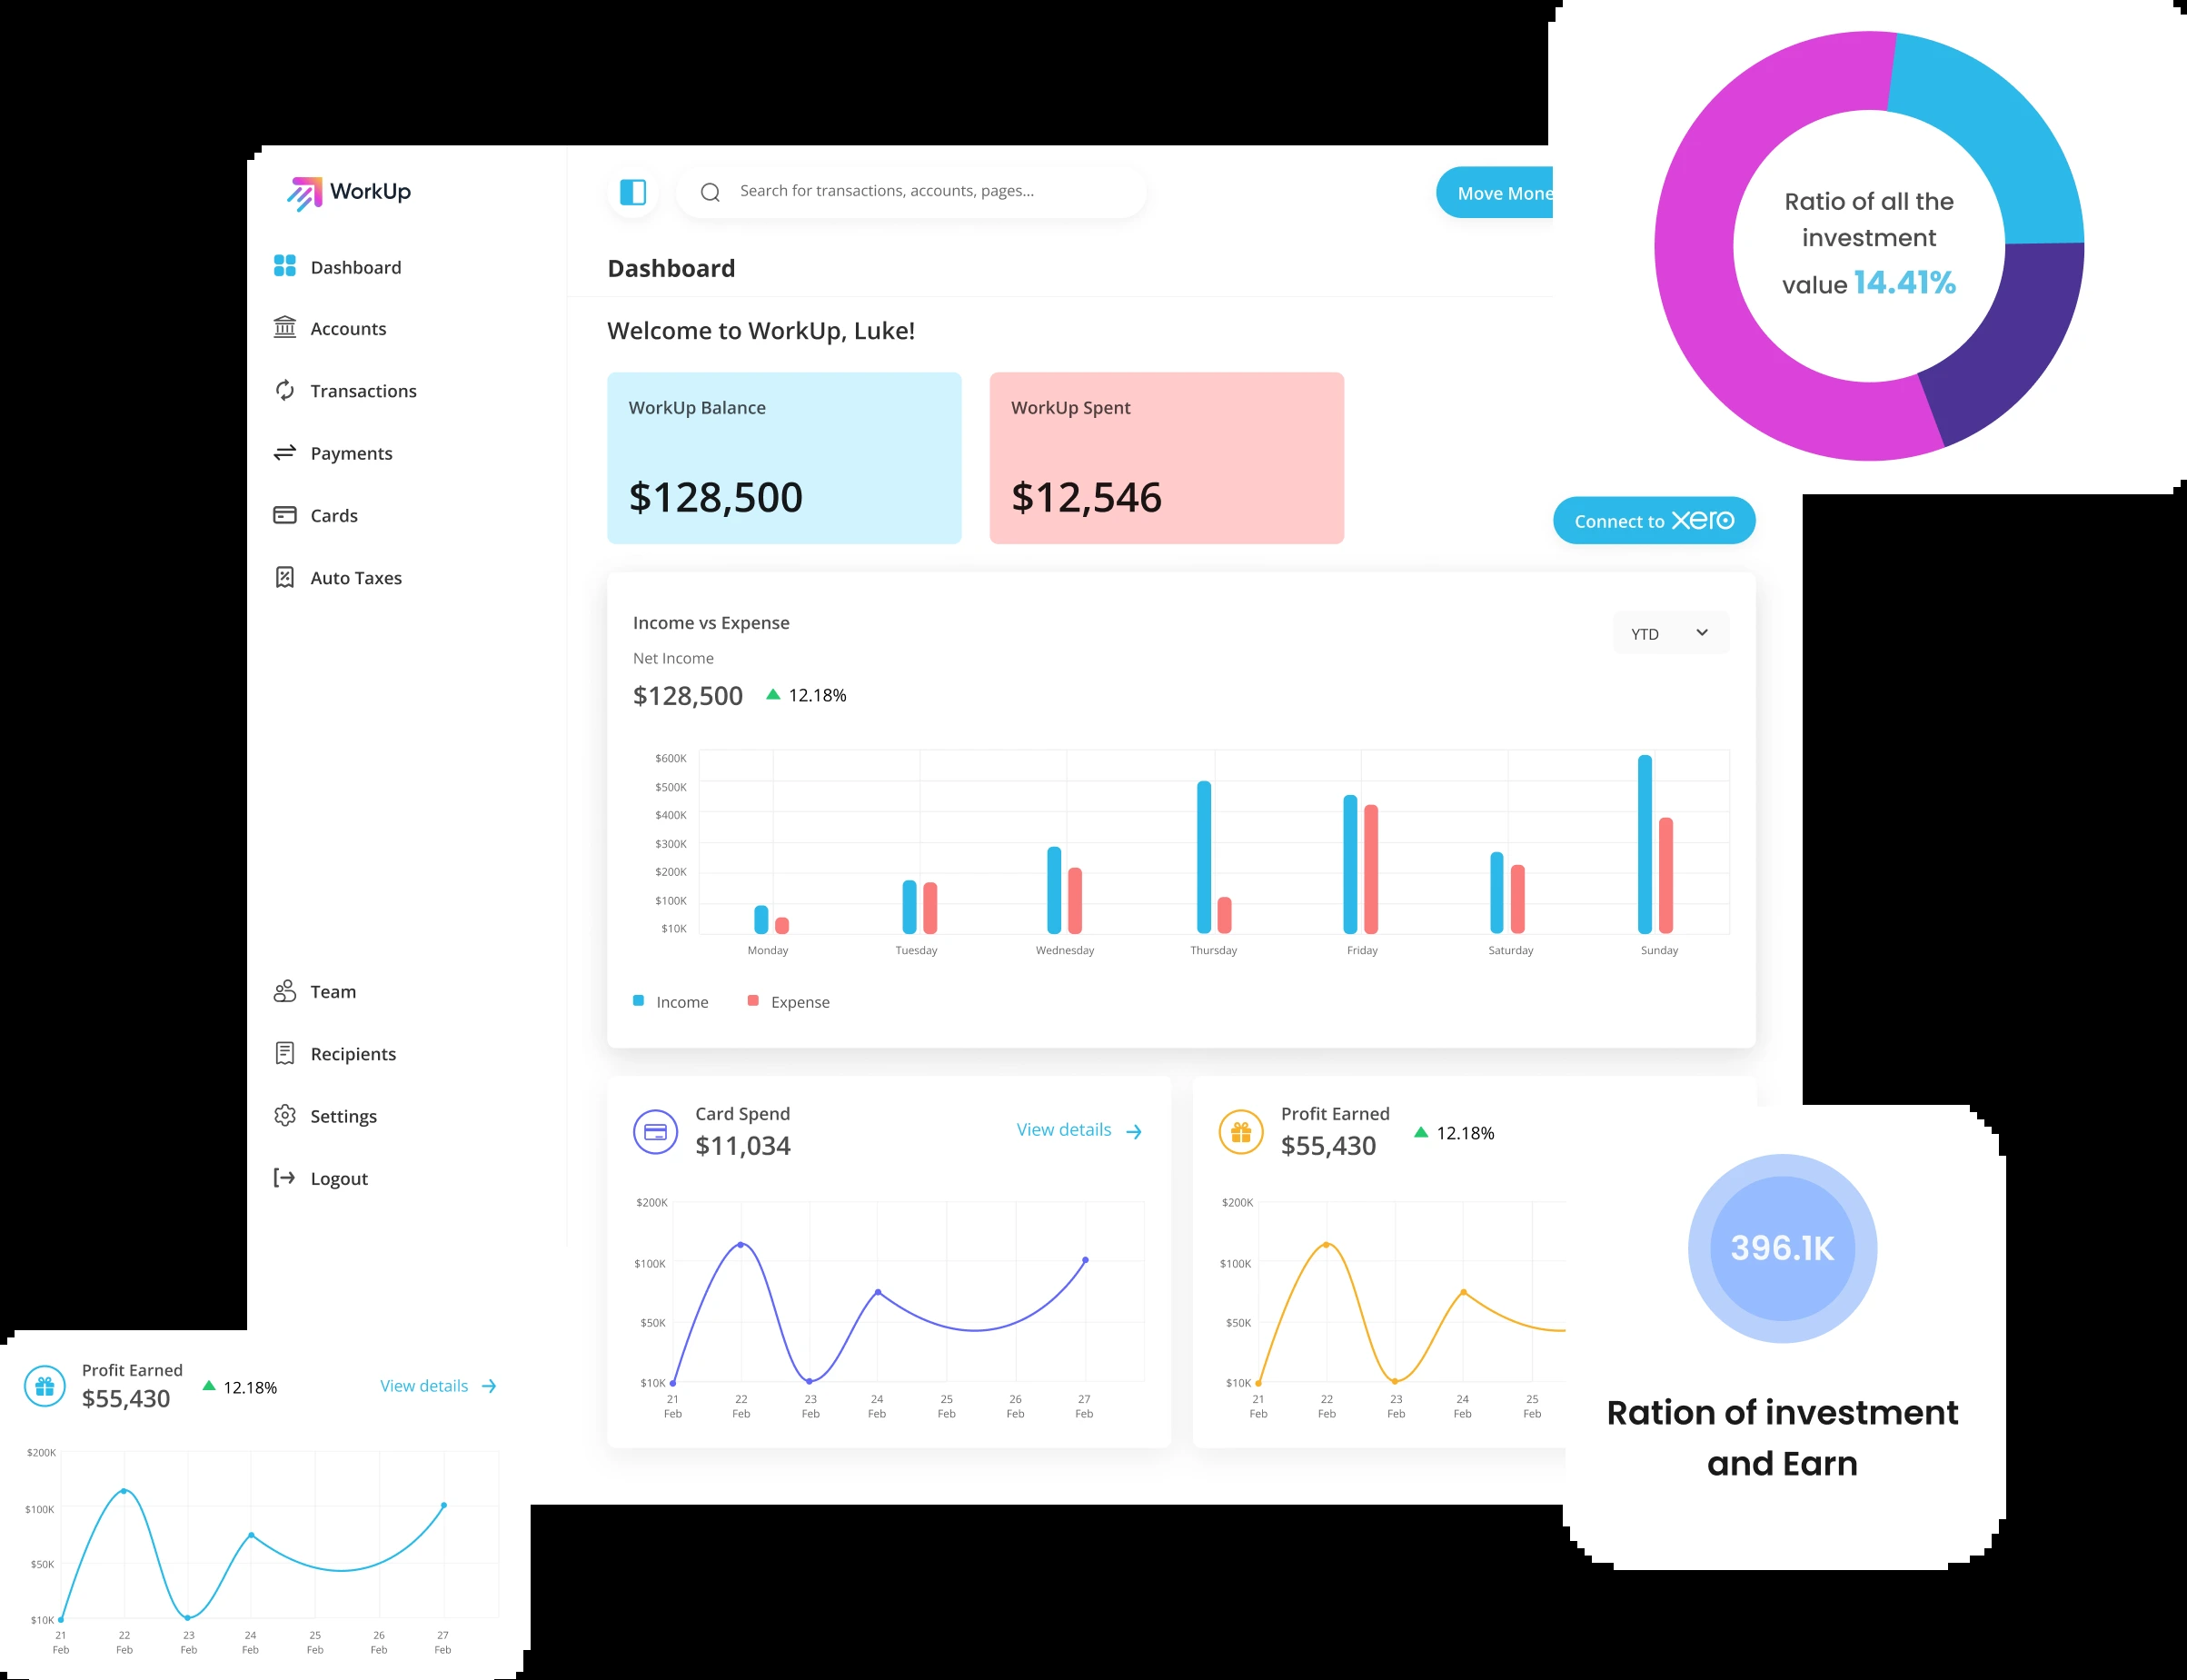 WorkUp
Dashboard
Accounts
Transactions
Payments
Cards
Auto Taxes
Team
Recipients
Settings
Logout
Search for transactions, accounts, pages...
Move Mone
Dashboard
Welcome to WorkUp, Luke!
WorkUp Balance
$128,500
WorkUp Spent
$12,546
Connect to xero
Ratio of all the
investment
value 14.41%
Income vs Expense
Net Income
$128,500 12.18%
YTD
$600K
$500K
$400K
$300K
$200K
$100K
$10K
Monday Tuesday Wednesday Thursday Friday Saturday Sunday
Income Expense
Card Spend
$11,034
View details
$200K
$100K
$50K
$10K
21 22 23 24 25 26 27
Feb Feb Feb Feb Feb Feb Feb
Profit Earned
$55,430 12.18%
$200K
$100K
$50K
$10K
21 22 23 24 25
Feb Feb Feb Feb Feb
396.1K
Ration of investment
and Earn
Profit Earned
$55,430 12.18%
View details
$200K
$100K
$50K
$10K
21 22 23 24 25 26 27
Feb Feb Feb Feb Feb Feb Feb